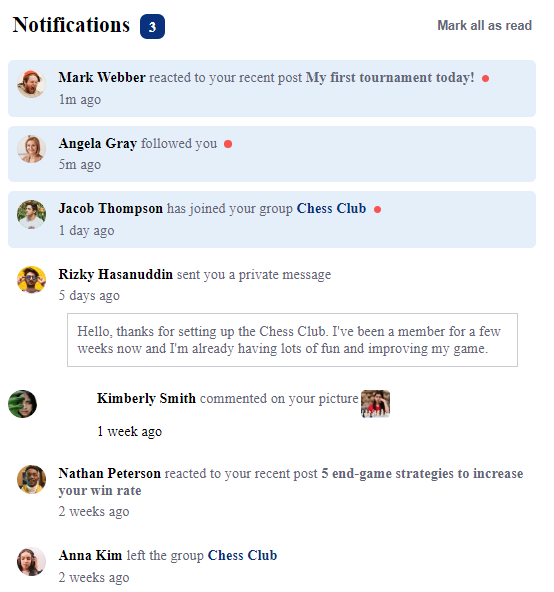 Notifications 3 Mark all as read
Mark Webber reacted to your recent post My first tournament today!
1m ago
Angela Gray followed you
5m ago
Jacob Thompson has joined your group Chess Club
1 day ago
Rizky Hasanuddin sent you a private message
5 days ago
Hello, thanks for setting up the Chess Club. I've been a member for a few
weeks now and I'm already having lots of fun and improving my game.
Kimberly Smith commented on your picture
1 week ago
Nathan Peterson reacted to your recent post 5 end-game strategies to increase
your win rate
2 weeks ago
Anna Kim left the group Chess Club
2 weeks ago